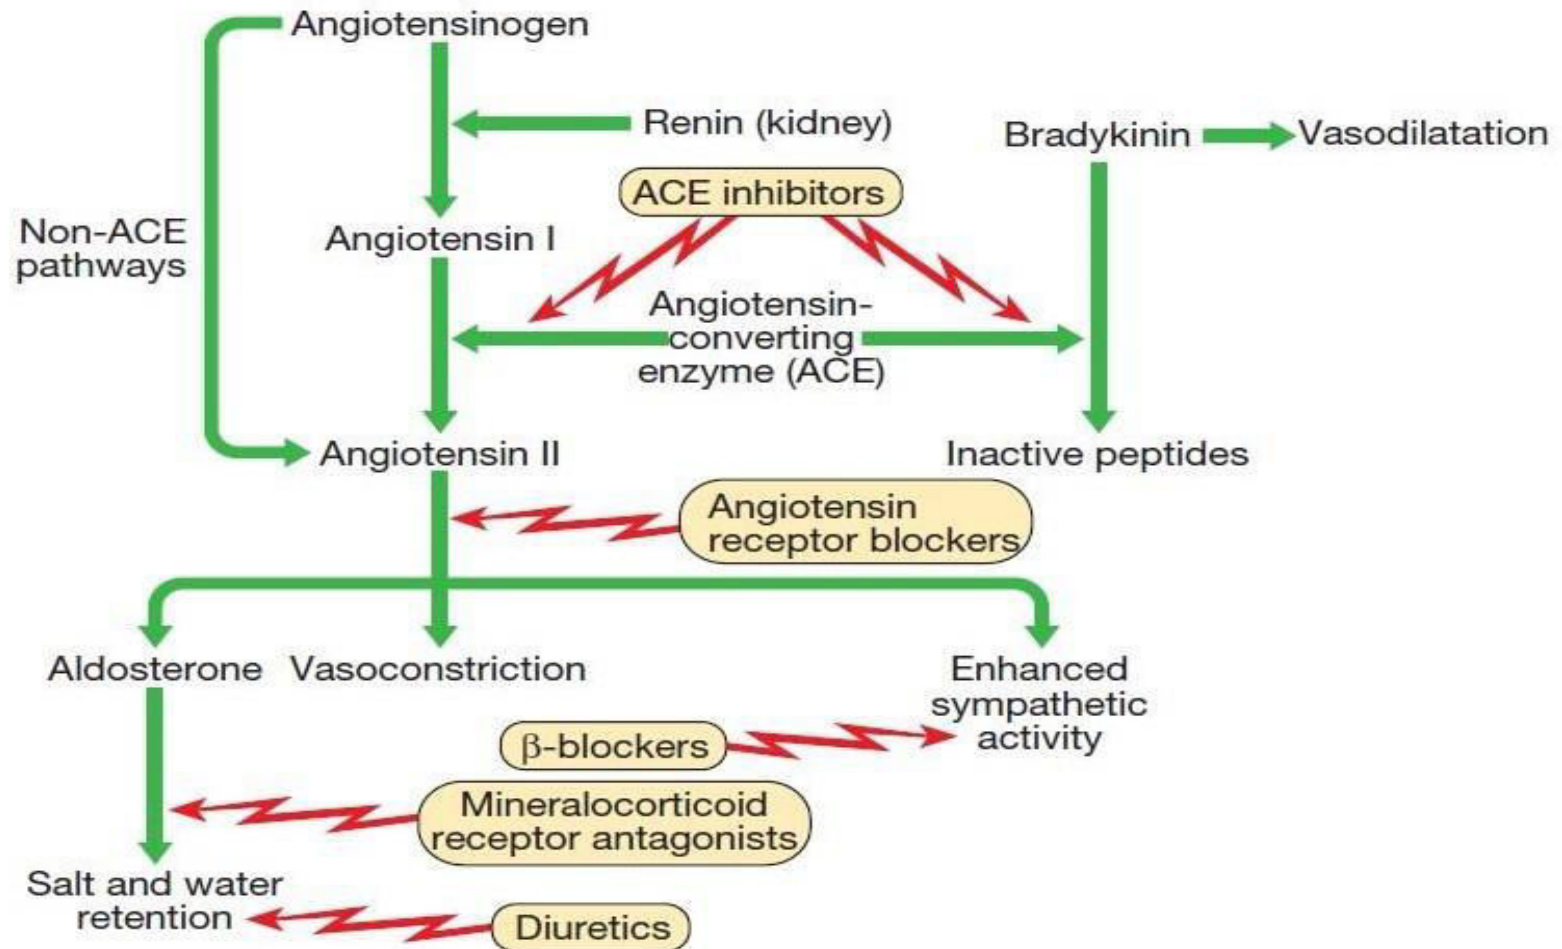 Angiotensinogen
Renin (kidney)
Bradykinin
Vasodilatation
ACE inhibitors
Non-ACE
pathways
Angiotensin I
Angiotensin-
converting
enzyme (ACE)
Angiotensin II
Inactive peptides
Angiotensin
receptor blockers
Aldosterone
Vasoconstriction
Enhanced
sympathetic
activity
β-blockers
Mineralocorticoid
receptor antagonists
Salt and water
retention
Diuretics